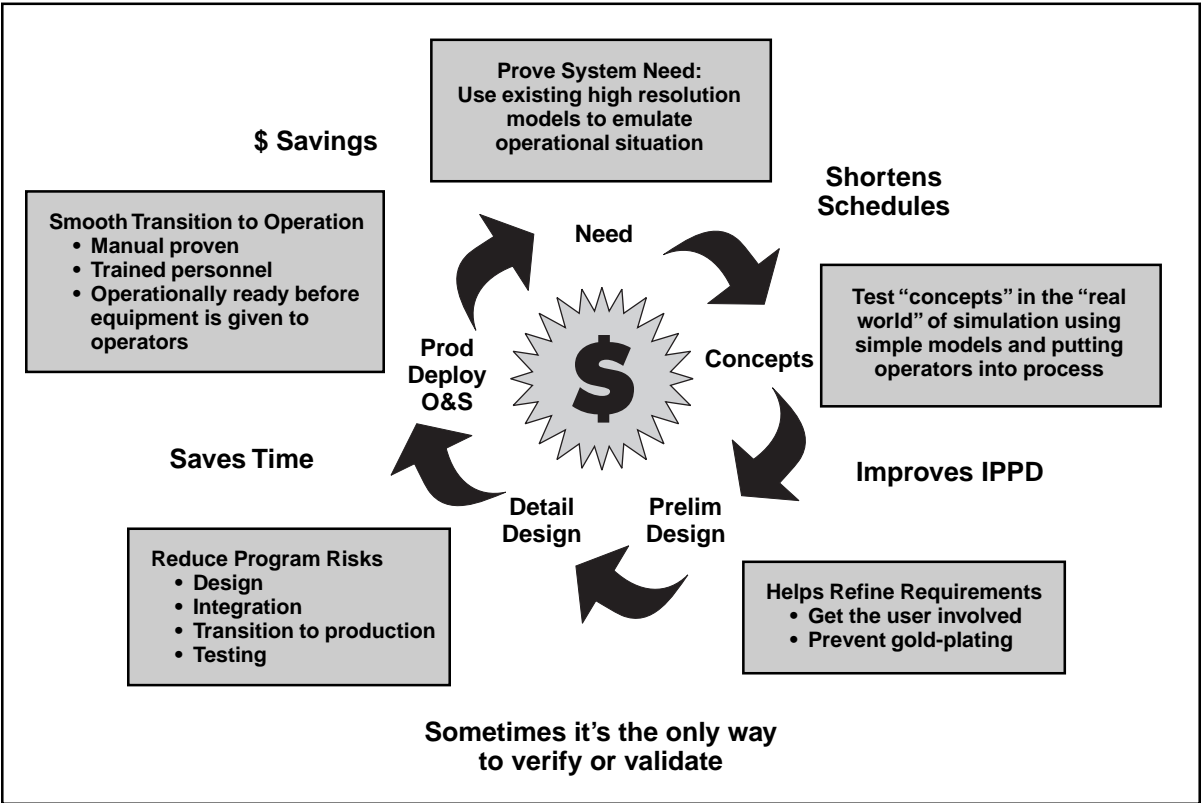 Prove System Need:
Use existing high resolution
models to emulate
operational situation
$ Savings
Shortens
Schedules
Smooth Transition to Operation
• Manual proven
• Trained personnel
• Operationally ready before
equipment is given to
operators
Need
Test “concepts” in the “real
world” of simulation using
simple models and putting
operators into process
Prod
Deploy
O&S
$
Concepts
Saves Time
Improves IPPD
Detail
Design
Prelim
Design
Reduce Program Risks
• Design
• Integration
• Transition to production
• Testing
Helps Refine Requirements
• Get the user involved
• Prevent gold-plating
Sometimes it’s the only way
to verify or validate